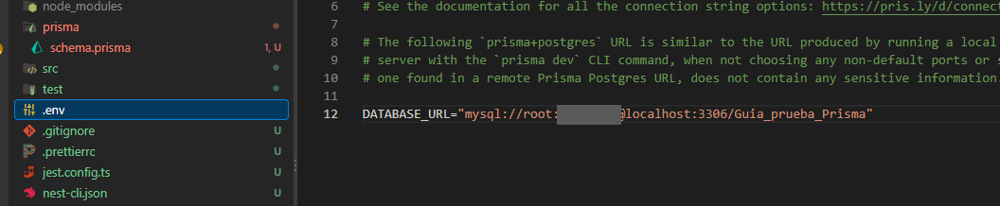 node_modules
prisma
schema.prisma 1, U
src
test
.env
.gitignore U
.prettierrc U
jest.config.ts U
nest-cli.json U
6 # See the documentation for all the connection string options: https://pris.ly/d/connect
7
8 # The following `prisma+postgres` URL is similar to the URL produced by running a local
9 # server with the `prisma dev` CLI command, when not choosing any non-default ports or s
10 # one found in a remote Prisma Postgres URL, does not contain any sensitive information.
11
12 DATABASE_URL="mysql://root: @localhost:3306/Guia_prueba_Prisma"